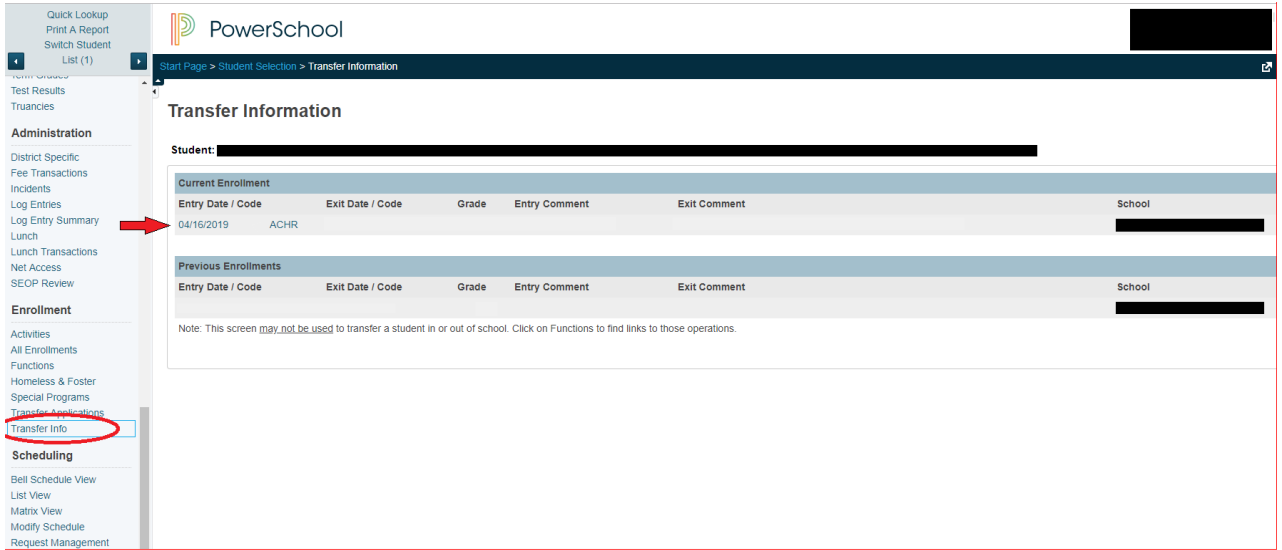 Quick Lookup
Print A Report
Switch Student
List (1)
Term Grades
Test Results
Truancies
Administration
District Specific
Fee Transactions
Incidents
Log Entries
Log Entry Summary
Lunch
Lunch Transactions
Net Access
SEOP Review
Enrollment
Activities
All Enrollments
Functions
Homeless & Foster
Special Programs
Transfer Applications
Transfer Info
Scheduling
Bell Schedule View
List View
Matrix View
Modify Schedule
Request Management
PowerSchool
Start Page > Student Selection > Transfer Information
Transfer Information
Student:
Current Enrollment
Entry Date / Code Exit Date / Code Grade Entry Comment Exit Comment School
04/16/2019 ACHR
Previous Enrollments
Entry Date / Code Exit Date / Code Grade Entry Comment Exit Comment School
Note: This screen may not be used to transfer a student in or out of school. Click on Functions to find links to those operations.